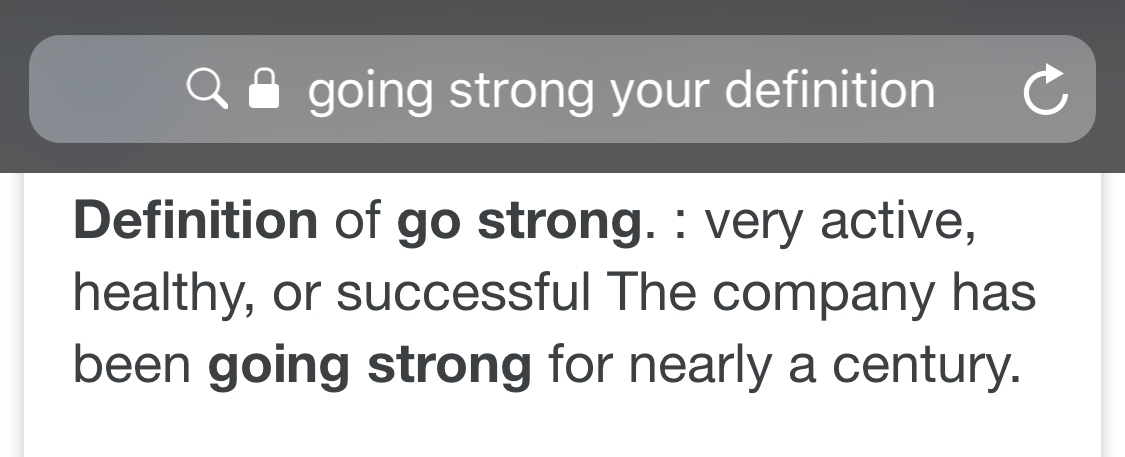 going strong your definition
Definition of go strong. : very active,
healthy, or successful The company has
been going strong for nearly a century.